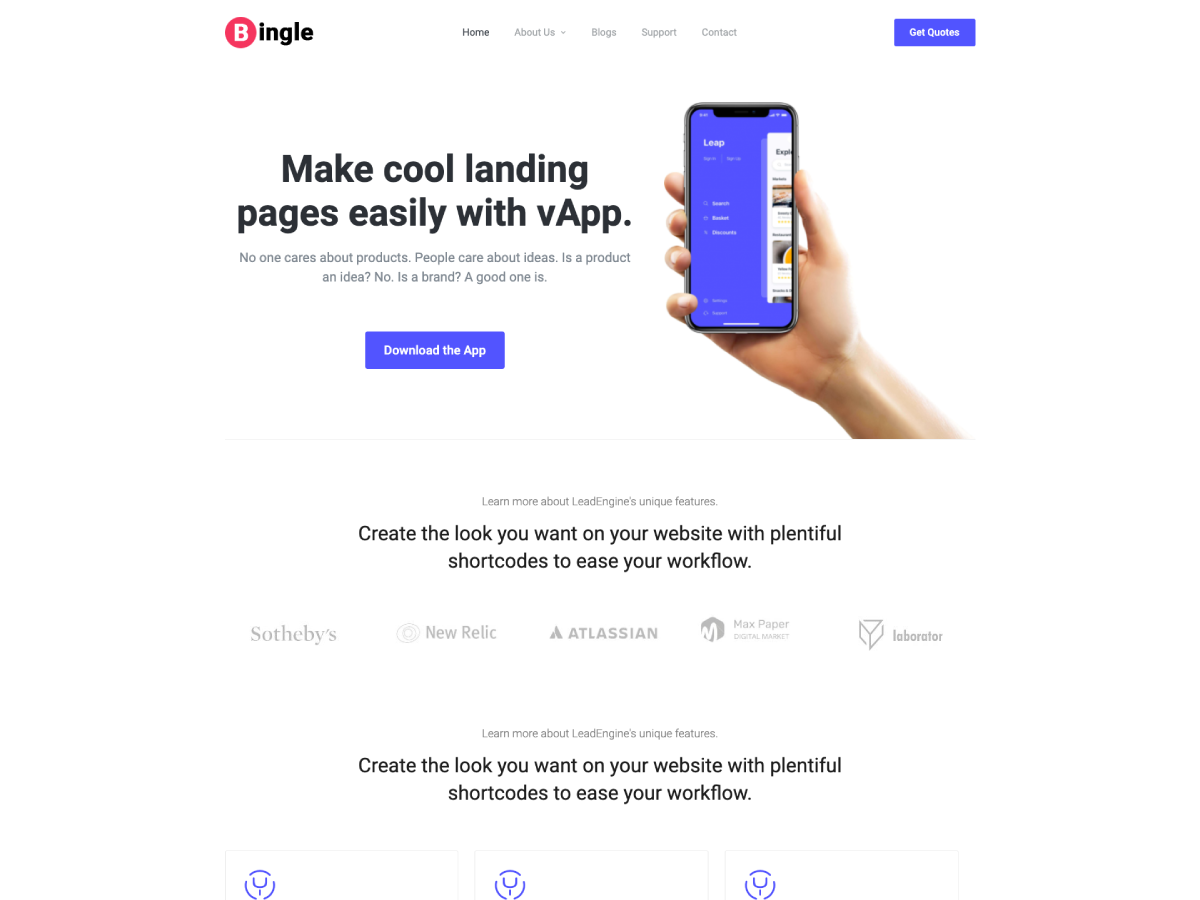 Bingle
Home
About Us
Blogs
Support
Contact
Get Quotes
Make cool landing
pages easily with vApp.
No one cares about products. People care about ideas. Is a product
an idea? No. Is a brand? A good one is.
Download the App
Leap
Sign In
Sign Up
Search
Basket
Discounts
Settings
Support
Learn more about LeadEngine's unique features.
Create the look you want on your website with plentiful
shortcodes to ease your workflow.
Sotheby's
New Relic
ATLASSIAN
Max Paper
DIGITAL MARKET
laborator
Learn more about LeadEngine's unique features.
Create the look you want on your website with plentiful
shortcodes to ease your workflow.